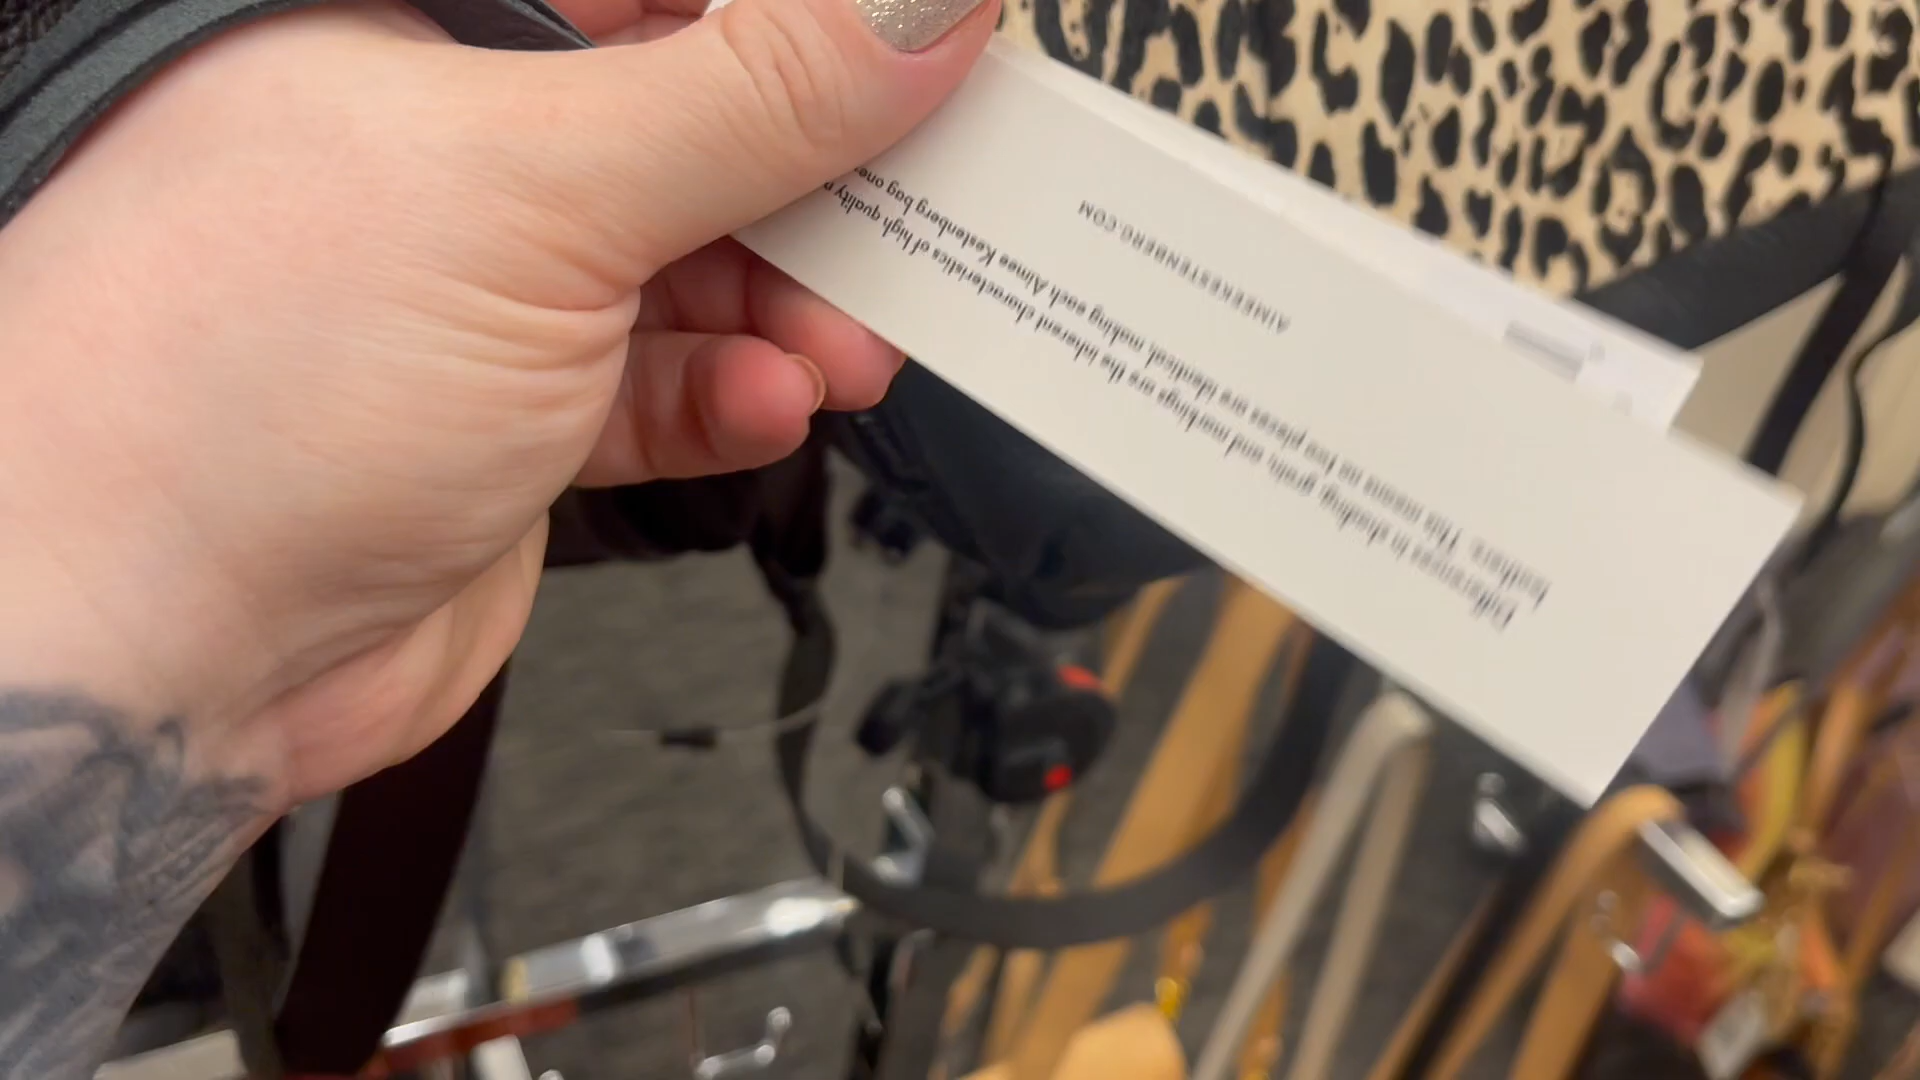 Differences in shading, grain, and markings are the inherent characteristics of high quality
leathers. This means no two pieces are identical, making each Aimee Kestenberg bag one
AIMEEKESTENBERG.COM